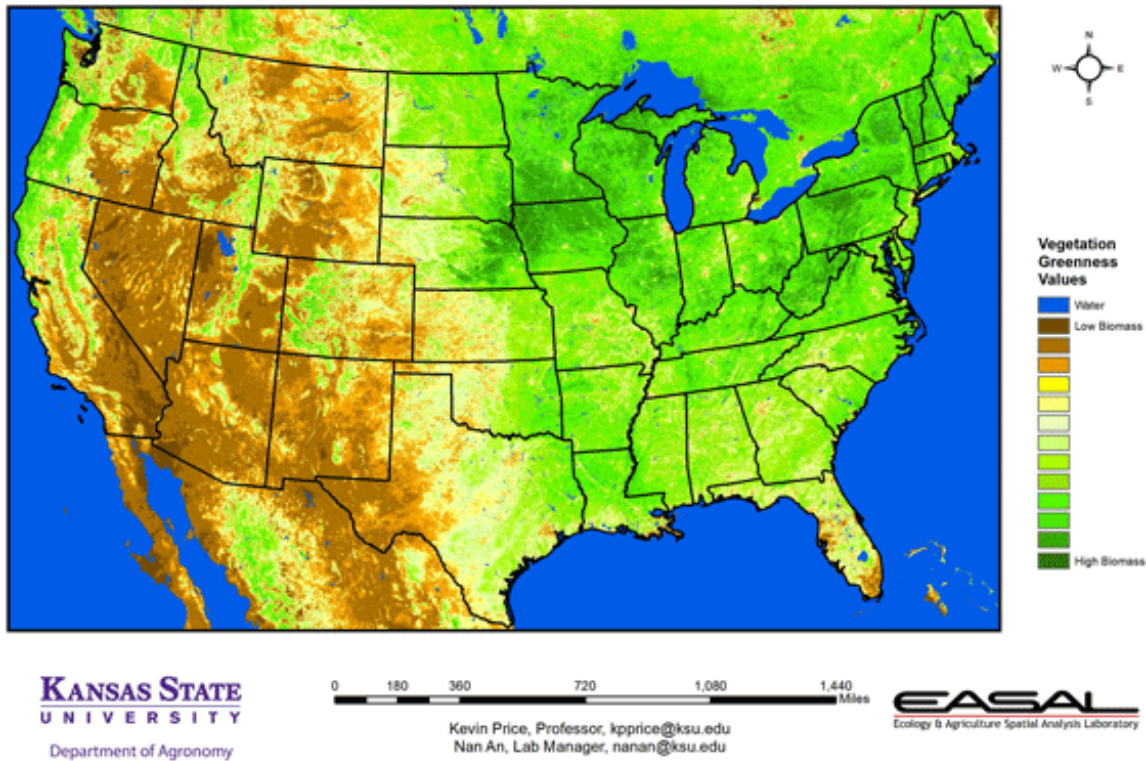 N
W E
S
Vegetation
Greenness
Values
Water
Low Biomass
High Biomass
KANSAS STATE
UNIVERSITY
Department of Agronomy
0 180 360 720 1,080 1,440
Miles
Kevin Price, Professor, kpprice@ksu.edu
Nan An, Lab Manager, nanan@ksu.edu
EASAL
Ecology & Agriculture Spatial Analysis Laboratory